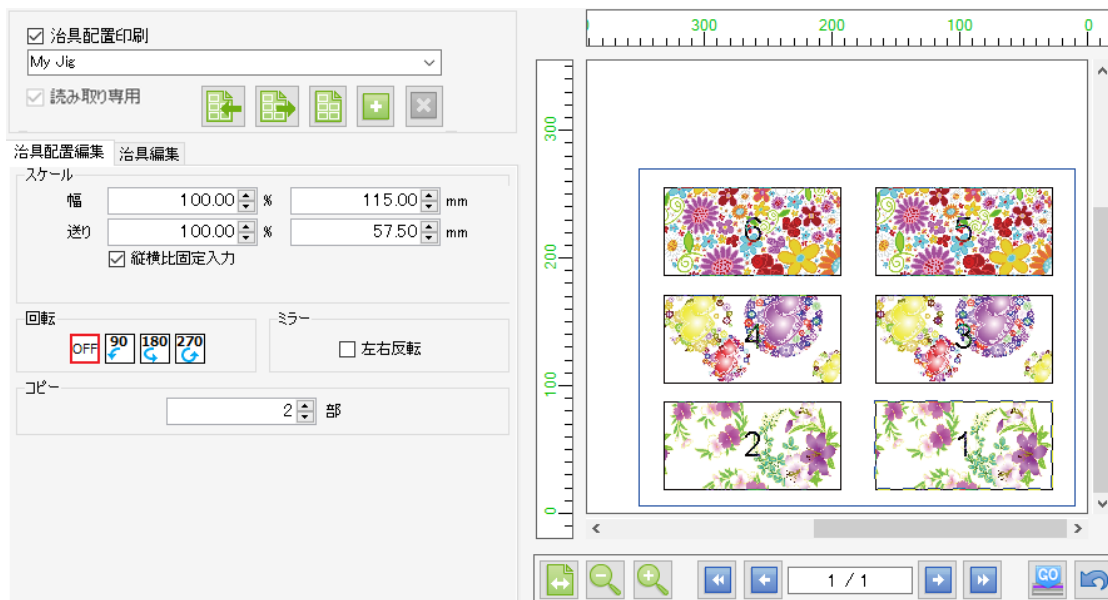 治具配置印刷
My Jig
読み取り専用
治具配置編集 治具編集
スケール
幅 100.00 % 115.00 mm
送り 100.00 % 57.50 mm
縦横比固定入力
回転
OFF 90 180 270
ミラー
左右反転
コピー
2 部
300 200 100 0
300
200
100
0
6 5
4 3
2 1
1 / 1
GO